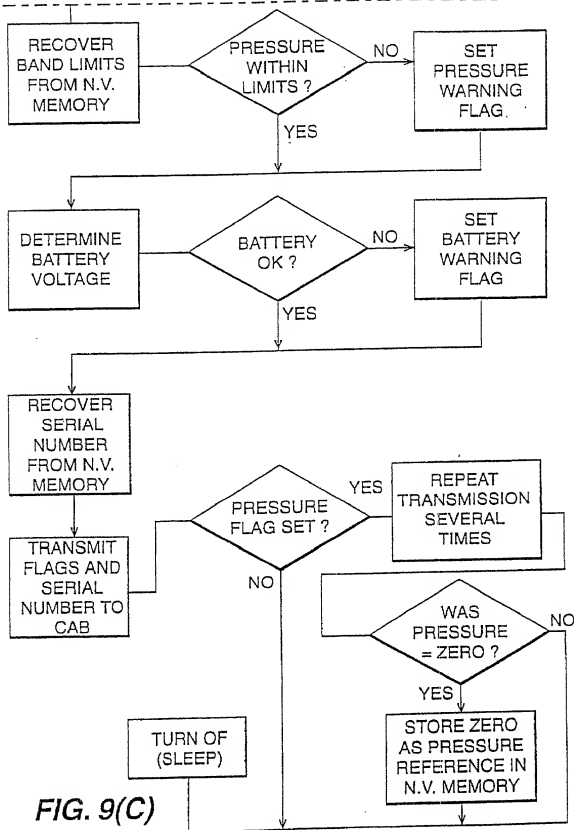 RECOVER
BAND LIMITS
FROM N.V.
MEMORY
PRESSURE
WITHIN
LIMITS ?
NO
SET
PRESSURE
WARNING
FLAG.
YES
DETERMINE
BATTERY
VOLTAGE
BATTERY
OK ?
NO
SET
BATTERY
WARNING
FLAG
YES
RECOVER
SERIAL
NUMBER
FROM N.V.
MEMORY
TRANSMIT
FLAGS AND
SERIAL
NUMBER TO
CAB
PRESSURE
FLAG SET ?
YES
REPEAT
TRANSMISSION
SEVERAL
TIMES
NO
WAS
PRESSURE
= ZERO ?
NO
YES
STORE ZERO
AS PRESSURE
REFERENCE IN
N.V. MEMORY
TURN OF
(SLEEP)
FIG. 9(C)